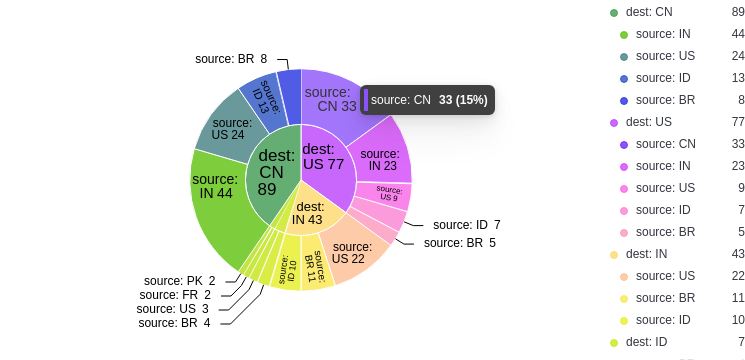 source: BR 8
source:
CN 33
source: CN 33 (15%)
source:
ID 13
source:
US 24
source:
IN 23
dest:
CN
89
dest:
US 77
source:
IN 44
source:
US 9
dest:
IN 43
source: ID 7
source: BR 5
source:
US 22
source:
BR 11
source:
ID 10
source: PK 2
source: FR 2
source: US 3
source: BR 4
dest: CN 89
source: IN 44
source: US 24
source: ID 13
source: BR 8
dest: US 77
source: CN 33
source: IN 23
source: US 9
source: ID 7
source: BR 5
dest: IN 43
source: US 22
source: BR 11
source: ID 10
dest: ID 7